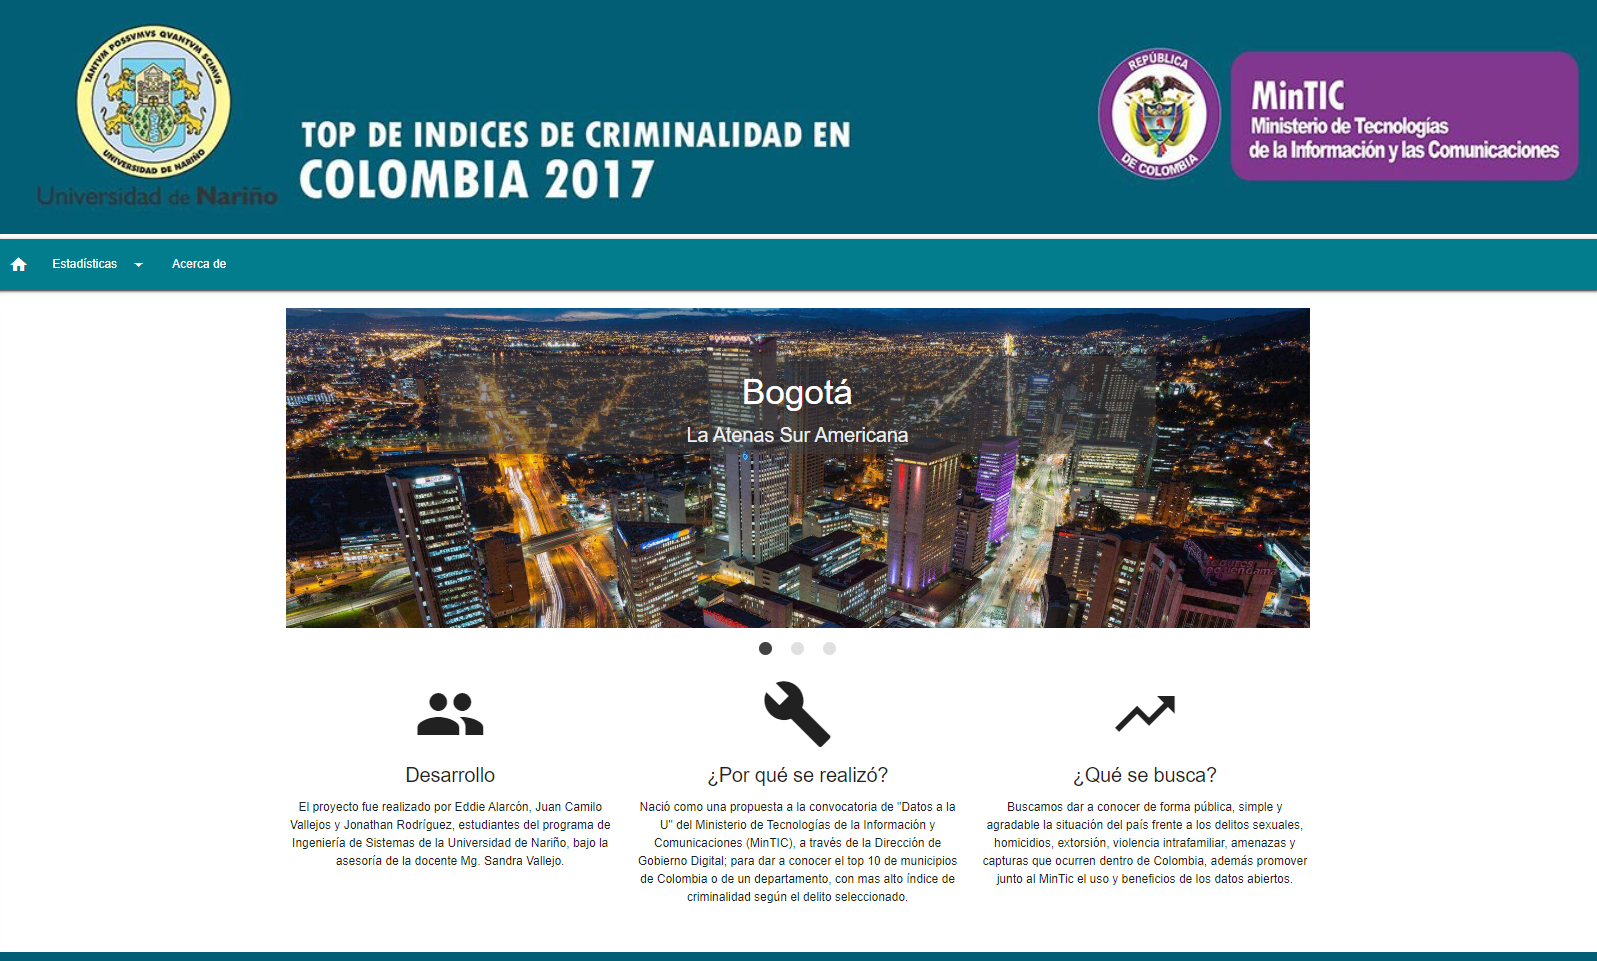 TANTVM POSSVMVS QVANTVM SCIMVS
UNIVERSIDAD DE NARIÑO
Universidad de Nariño
TOP DE INDICES DE CRIMINALIDAD EN
COLOMBIA 2017
REPÚBLICA
DE COLOMBIA
MinTIC
Ministerio de Tecnologías
de la Información y las Comunicaciones
Estadísticas
Acerca de
Bogotá
La Atenas Sur Americana
Desarrollo
El proyecto fue realizado por Eddie Alarcón, Juan Camilo
Vallejos y Jonathan Rodríguez, estudiantes del programa de
Ingeniería de Sistemas de la Universidad de Nariño, bajo la
asesoría de la docente Mg. Sandra Vallejo.
¿Por qué se realizó?
Nació como una propuesta a la convocatoria de "Datos a la
U" del Ministerio de Tecnologías de la Información y
Comunicaciones (MinTIC), a través de la Dirección de
Gobierno Digital; para dar a conocer el top 10 de municipios
de Colombia o de un departamento, con mas alto índice de
criminalidad según el delito seleccionado.
¿Qué se busca?
Buscamos dar a conocer de forma pública, simple y
agradable la situación del país frente a los delitos sexuales,
homicidios, extorsión, violencia intrafamiliar, amenazas y
capturas que ocurren dentro de Colombia, además promover
junto al MinTic el uso y beneficios de los datos abiertos.